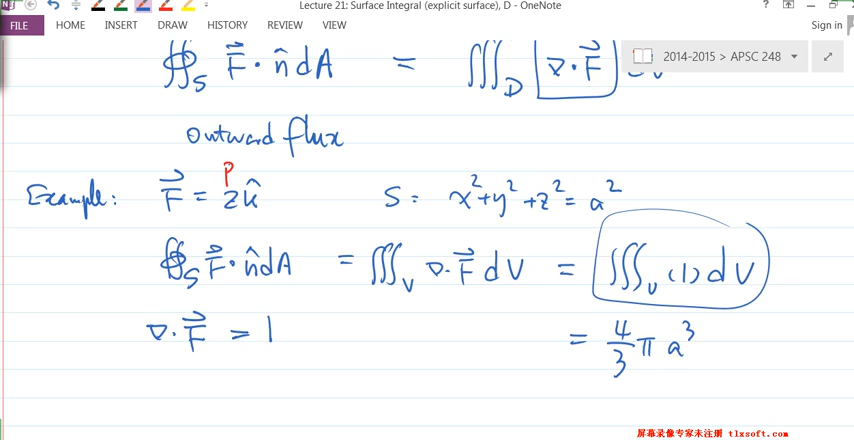 Lecture 21: Surface Integral (explicit surface), D - OneNote
FILE HOME INSERT DRAW HISTORY REVIEW VIEW Sign in
2014-2015 > APSC 248
∯_S F⃗ · n̂ dA = ∭_D ∇ · F⃗
Outward flux
P
Example: F⃗ = z k̂ S: x² + y² + z² = a²
∯_S F⃗ · n̂ dA = ∭_V ∇ · F⃗ dV = ∭_V (1) dV
∇ · F⃗ = 1 = 4/3 π a³
屏幕录像专家未注册 tlxsoft.com